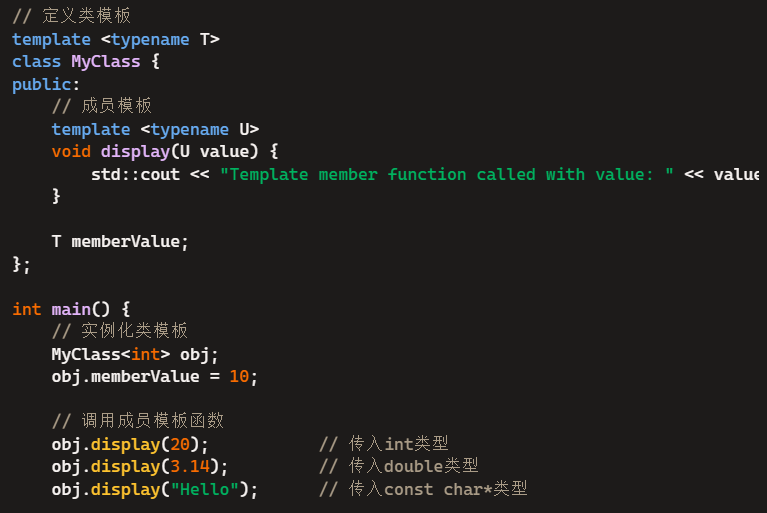 // 定义类模板
template <typename T>
class MyClass {
public:
    // 成员模板
    template <typename U>
    void display(U value) {
        std::cout << "Template member function called with value: " << value
    }

    T memberValue;
};

int main() {
    // 实例化类模板
    MyClass<int> obj;
    obj.memberValue = 10;

    // 调用成员模板函数
    obj.display(20);           // 传入int类型
    obj.display(3.14);         // 传入double类型
    obj.display("Hello");      // 传入const char*类型